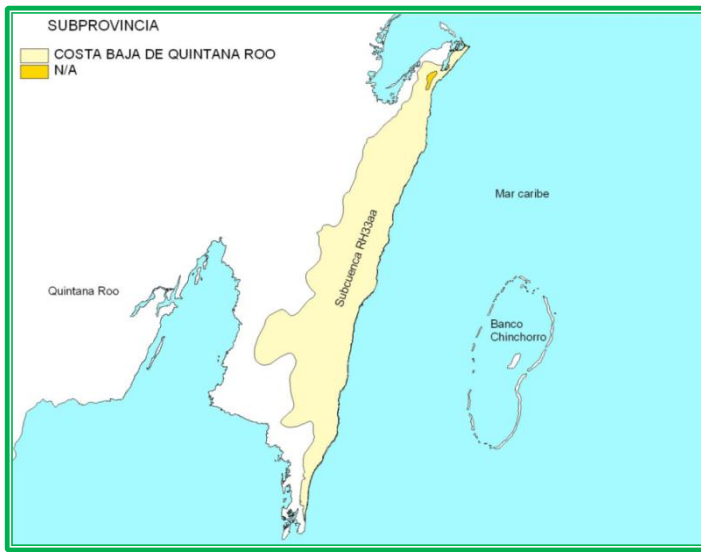 SUBPROVINCIA
COSTA BAJA DE QUINTANA ROO
N/A
Mar caribe
Subcuenca RH33aa
Quintana Roo
Banco
Chinchorro